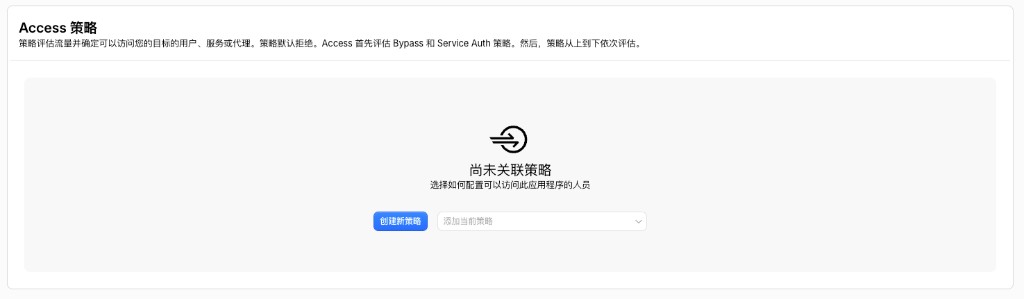 Access 策略
策略评估流量并确定可以访问您的目标的用户、服务或代理。策略默认拒绝。Access 首先评估 Bypass 和 Service Auth 策略。然后，策略从上到下依次评估。
尚未关联策略
选择如何配置可以访问此应用程序的人员
创建新策略
添加当前策略